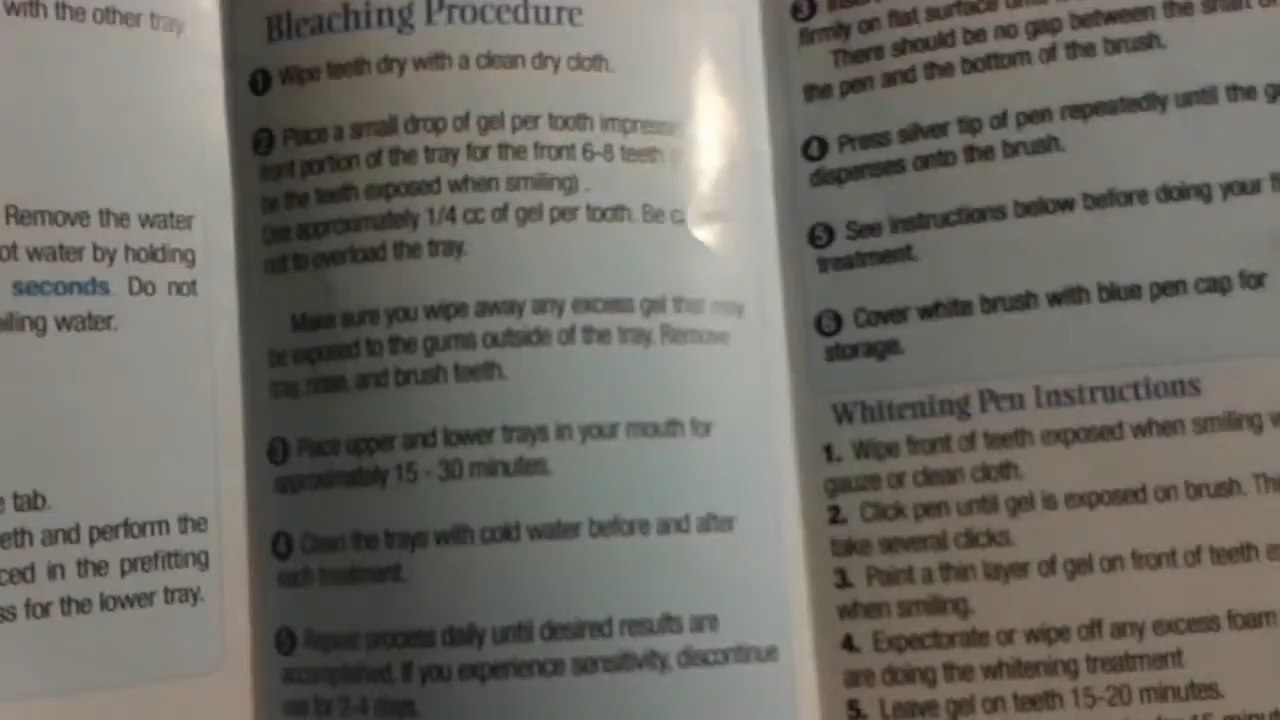 with the other tray
Remove the water
ot water by holding
seconds. Do not
iling water.
e tab.
eth and perform the
ced in the prefitting
ss for the lower tray.
Bleaching Procedure
1 Wipe teeth dry with a clean dry cloth.
2 Place a small drop of gel per tooth impress
front portion of the tray for the front 6-8 teeth (
be the teeth exposed when smiling) .
Use approximately 1/4 cc of gel per tooth. Be c
not to overload the tray.
Make sure you wipe away any excess gel that may
be exposed to the gums outside of the tray. Remove
tray, rinse, and brush teeth.
3 Place upper and lower trays in your mouth for
approximately 15 - 30 minutes.
4 Clean the trays with cold water before and after
each treatment.
5 Repeat process daily until desired results are
accomplished. If you experience sensitivity, discontinue
use for 2-4 days.
3
firmly on flat surface
There should be no gap between the shaft
the pen and the bottom of the brush.
4 Press silver tip of pen repeatedly until the g
dispenses onto the brush.
5 See instructions below before doing your
treatment.
6 Cover white brush with blue pen cap for
storage.
Whitening Pen Instructions
1. Wipe front of teeth exposed when smiling
gauze or clean cloth.
2. Click pen until gel is exposed on brush. Thi
take several clicks.
3. Paint a thin layer of gel on front of teeth
when smiling.
4. Expectorate or wipe off any excess foam
are doing the whitening treatment
5. Leave gel on teeth 15-20 minutes.